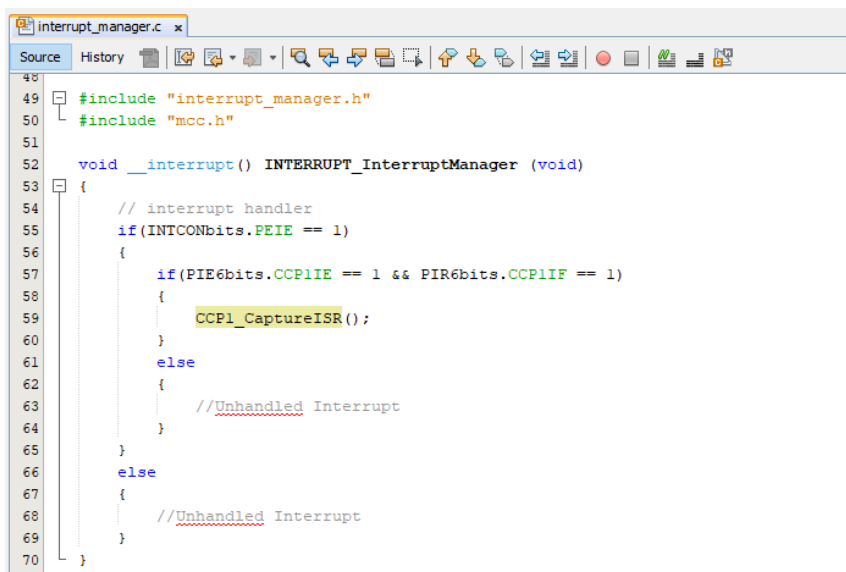 interrupt_manager.c x
Source History
48
49 #include "interrupt_manager.h"
50 #include "mcc.h"
51
52 void __interrupt() INTERRUPT_InterruptManager (void)
53 {
54     // interrupt handler
55     if(INTCONbits.PEIE == 1)
56     {
57         if(PIE6bits.CCP1IE == 1 && PIR6bits.CCP1IF == 1)
58         {
59             CCP1_CaptureISR();
60         }
61         else
62         {
63             //Unhandled Interrupt
64         }
65     }
66     else
67     {
68         //Unhandled Interrupt
69     }
70 }